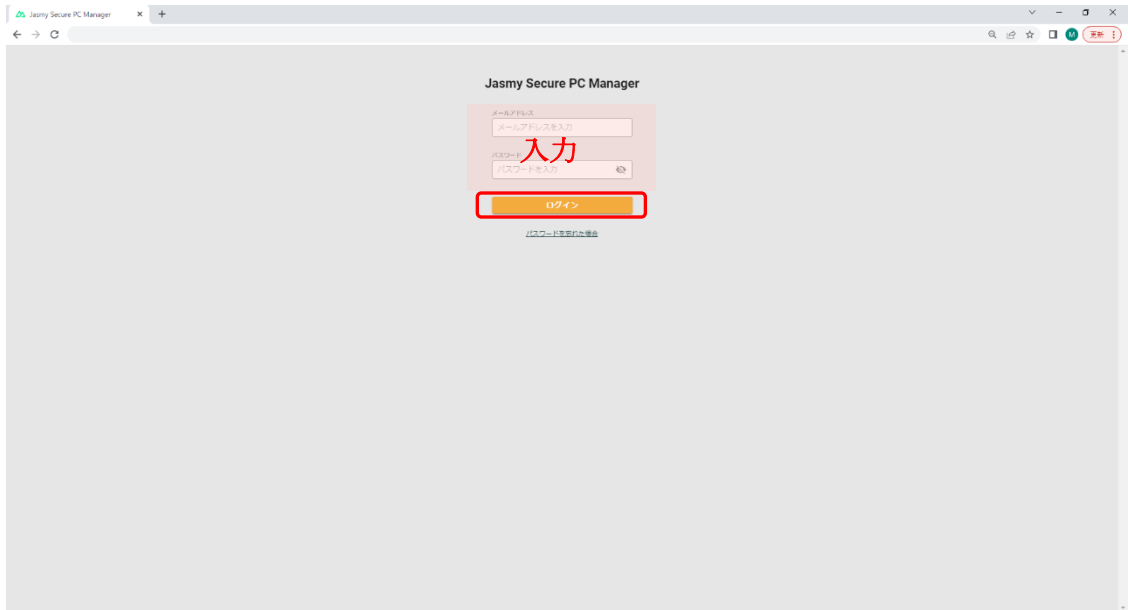 Jasmy Secure PC Manager
M
更新
Jasmy Secure PC Manager
メールアドレス
メールアドレスを入力
入力
パスワード
パスワードを入力
ログイン
パスワードを忘れた場合